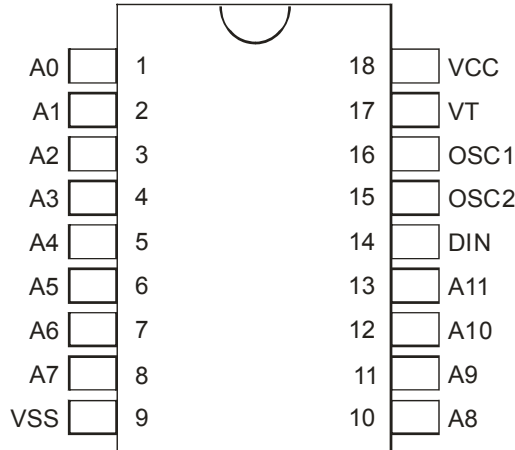 A0 1 18 VCC
A1 2 17 VT
A2 3 16 OSC1
A3 4 15 OSC2
A4 5 14 DIN
A5 6 13 A11
A6 7 12 A10
A7 8 11 A9
VSS 9 10 A8